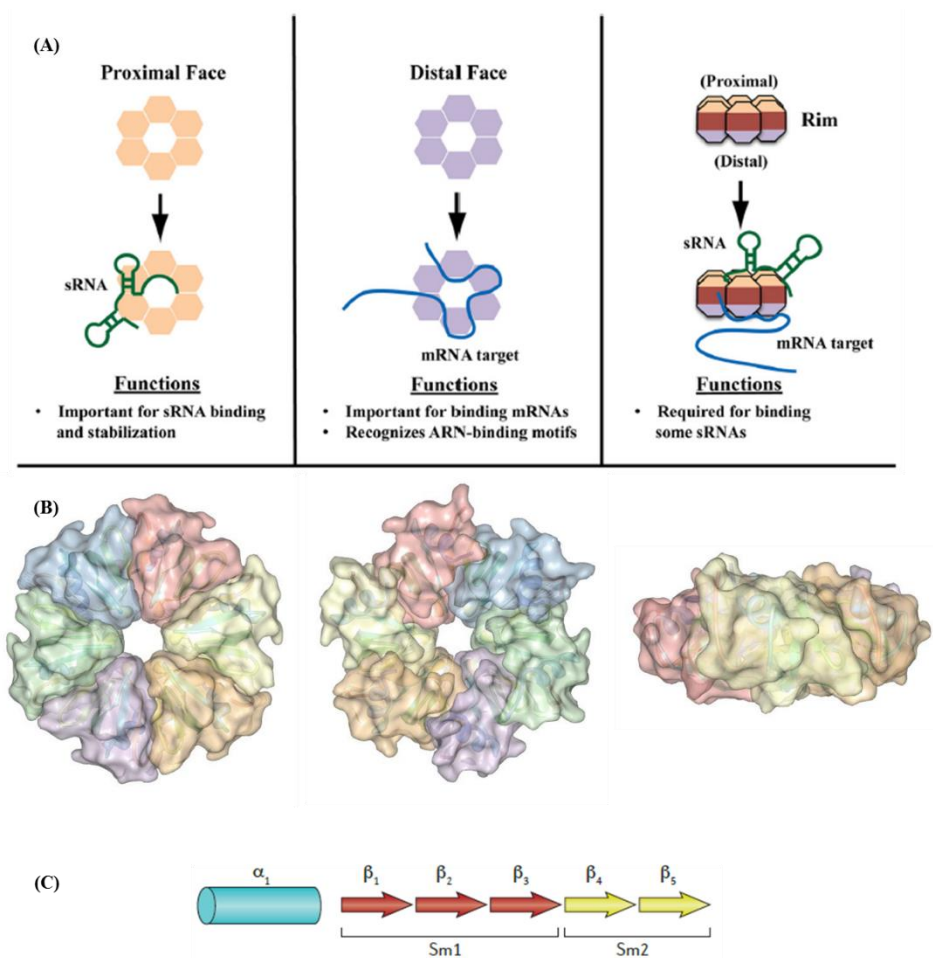 (A)
Proximal Face
sRNA
Functions
• Important for sRNA binding
and stabilization
Distal Face
mRNA target
Functions
• Important for binding mRNAs
• Recognizes ARN-binding motifs
(Proximal)
Rim
(Distal)
sRNA
mRNA target
Functions
• Required for binding
some sRNAs
(B)
(C)
α1
β1
β2
β3
β4
β5
Sm1
Sm2